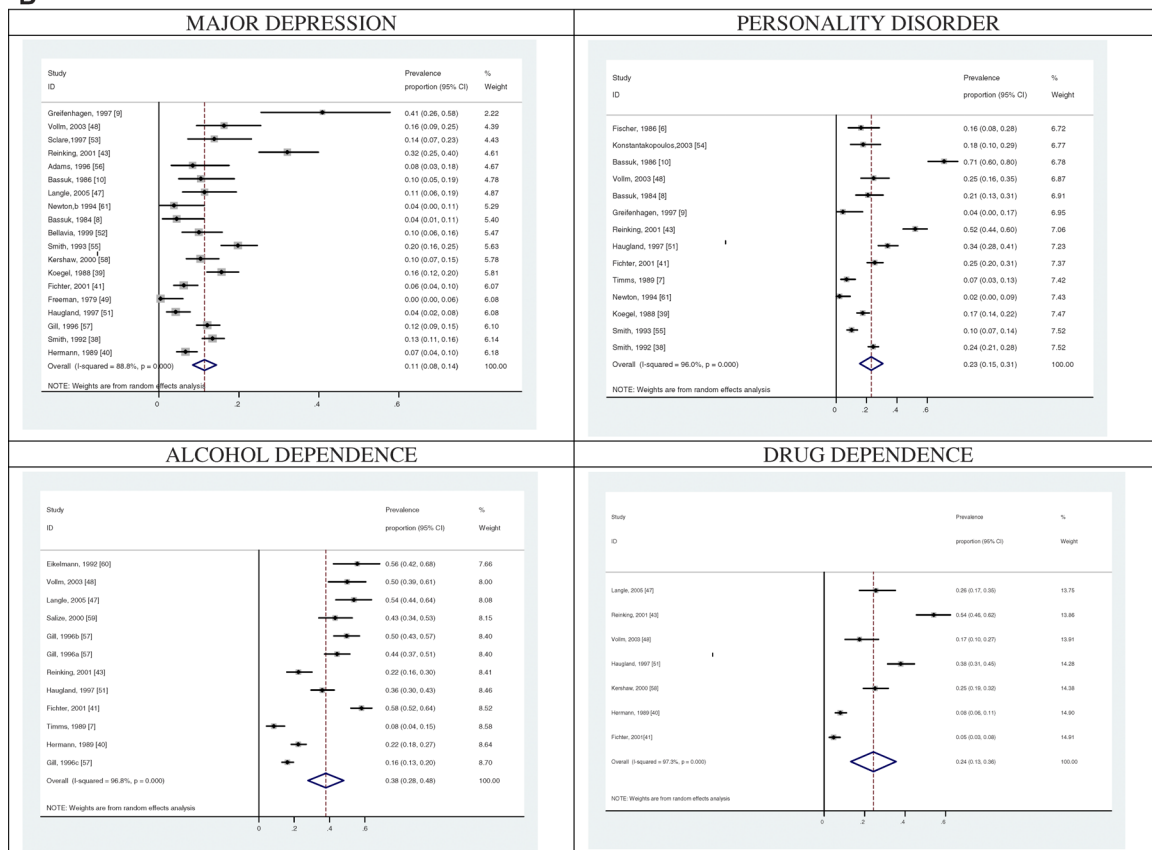 MAJOR DEPRESSION
Study Prevalence %
ID proportion (95% CI) Weight
Greifenhagen, 1997 [9] 0.41 (0.26, 0.58) 2.22
Vollm, 2003 [48] 0.16 (0.09, 0.25) 4.39
Sclare,1997 [53] 0.14 (0.07, 0.23) 4.43
Reinking, 2001 [43] 0.32 (0.25, 0.40) 4.61
Adams, 1996 [56] 0.08 (0.03, 0.18) 4.67
Bassuk, 1986 [10] 0.10 (0.05, 0.19) 4.78
Langle, 2005 [47] 0.11 (0.06, 0.19) 4.87
Newton,b 1994 [61] 0.04 (0.00, 0.11) 5.29
Bassuk, 1984 [8] 0.04 (0.01, 0.11) 5.40
Bellavia, 1999 [52] 0.10 (0.06, 0.16) 5.47
Smith, 1993 [55] 0.20 (0.16, 0.25) 5.63
Kershaw, 2000 [58] 0.10 (0.07, 0.15) 5.78
Koegel, 1988 [39] 0.16 (0.12, 0.20) 5.81
Fichter, 2001 [41] 0.06 (0.04, 0.10) 6.07
Freeman, 1979 [49] 0.00 (0.00, 0.06) 6.08
Haugland, 1997 [51] 0.04 (0.02, 0.08) 6.08
Gill, 1996 [57] 0.12 (0.09, 0.15) 6.10
Smith, 1992 [38] 0.13 (0.11, 0.16) 6.14
Hermann, 1989 [40] 0.07 (0.04, 0.10) 6.18
Overall (I-squared = 88.8%, p = 0.000) 0.11 (0.08, 0.14) 100.00
NOTE: Weights are from random effects analysis
0 .2 .4 .6
PERSONALITY DISORDER
Study Prevalence %
ID proportion (95% CI) Weight
Fischer, 1986 [6] 0.16 (0.08, 0.28) 6.72
Konstantakopoulos,2003 [54] 0.18 (0.10, 0.29) 6.77
Bassuk, 1986 [10] 0.71 (0.60, 0.80) 6.78
Vollm, 2003 [48] 0.25 (0.16, 0.35) 6.87
Bassuk, 1984 [8] 0.21 (0.13, 0.31) 6.91
Greifenhagen, 1997 [9] 0.04 (0.00, 0.17) 6.95
Reinking, 2001 [43] 0.52 (0.44, 0.60) 7.06
Haugland, 1997 [51] 0.34 (0.28, 0.41) 7.23
Fichter, 2001 [41] 0.25 (0.20, 0.31) 7.37
Timms, 1989 [7] 0.07 (0.03, 0.13) 7.42
Newton, 1994 [61] 0.02 (0.00, 0.09) 7.43
Koegel, 1988 [39] 0.17 (0.14, 0.22) 7.47
Smith, 1993 [55] 0.10 (0.07, 0.14) 7.52
Smith, 1992 [38] 0.24 (0.21, 0.28) 7.52
Overall (I-squared = 96.0%, p = 0.000) 0.23 (0.15, 0.31) 100.00
NOTE: Weights are from random effects analysis
0 .2 .4 .6
ALCOHOL DEPENDENCE
Study Prevalence %
ID proportion (95% CI) Weight
Eikelmann, 1992 [60] 0.56 (0.42, 0.68) 7.66
Vollm, 2003 [48] 0.50 (0.39, 0.61) 8.00
Langle, 2005 [47] 0.54 (0.44, 0.64) 8.08
Salize, 2000 [59] 0.43 (0.34, 0.53) 8.15
Gill, 1996b [57] 0.50 (0.43, 0.57) 8.40
Gill, 1996a [57] 0.44 (0.37, 0.51) 8.40
Reinking, 2001 [43] 0.22 (0.16, 0.30) 8.41
Haugland, 1997 [51] 0.36 (0.30, 0.43) 8.46
Fichter, 2001 [41] 0.58 (0.52, 0.64) 8.52
Timms, 1989 [7] 0.08 (0.04, 0.15) 8.58
Hermann, 1989 [40] 0.22 (0.18, 0.27) 8.64
Gill, 1996c [57] 0.16 (0.13, 0.20) 8.70
Overall (I-squared = 96.8%, p = 0.000) 0.38 (0.28, 0.48) 100.00
NOTE: Weights are from random effects analysis
0 .2 .4 .6
DRUG DEPENDENCE
Study Prevalence %
ID proportion (95% CI) Weight
Langle, 2005 [47] 0.26 (0.17, 0.35) 13.75
Reinking, 2001 [43] 0.54 (0.46, 0.62) 13.86
Vollm, 2003 [48] 0.17 (0.10, 0.27) 13.91
Haugland, 1997 [51] 0.38 (0.31, 0.45) 14.28
Kershaw, 2000 [58] 0.25 (0.19, 0.32) 14.38
Hermann, 1989 [40] 0.08 (0.06, 0.11) 14.90
Fichter, 2001[41] 0.05 (0.03, 0.08) 14.91
Overall (I-squared = 97.3%, p = 0.000) 0.24 (0.13, 0.36) 100.00
NOTE: Weights are from random effects analysis
0 .2 .4 .6